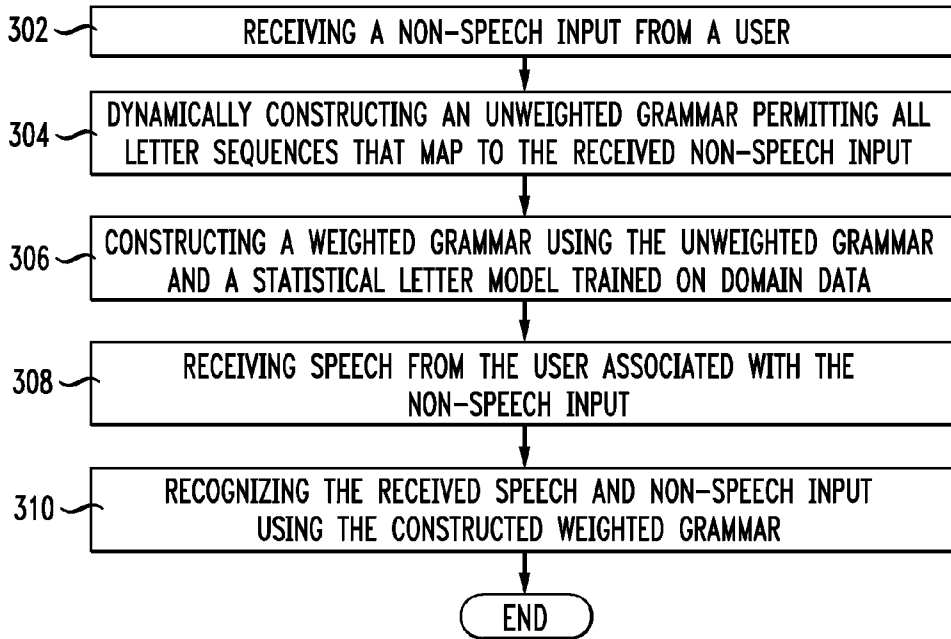 302
RECEIVING A NON-SPEECH INPUT FROM A USER
304
DYNAMICALLY CONSTRUCTING AN UNWEIGHTED GRAMMAR PERMITTING ALL
LETTER SEQUENCES THAT MAP TO THE RECEIVED NON-SPEECH INPUT
306
CONSTRUCTING A WEIGHTED GRAMMAR USING THE UNWEIGHTED GRAMMAR
AND A STATISTICAL LETTER MODEL TRAINED ON DOMAIN DATA
308
RECEIVING SPEECH FROM THE USER ASSOCIATED WITH THE
NON-SPEECH INPUT
310
RECOGNIZING THE RECEIVED SPEECH AND NON-SPEECH INPUT
USING THE CONSTRUCTED WEIGHTED GRAMMAR
END